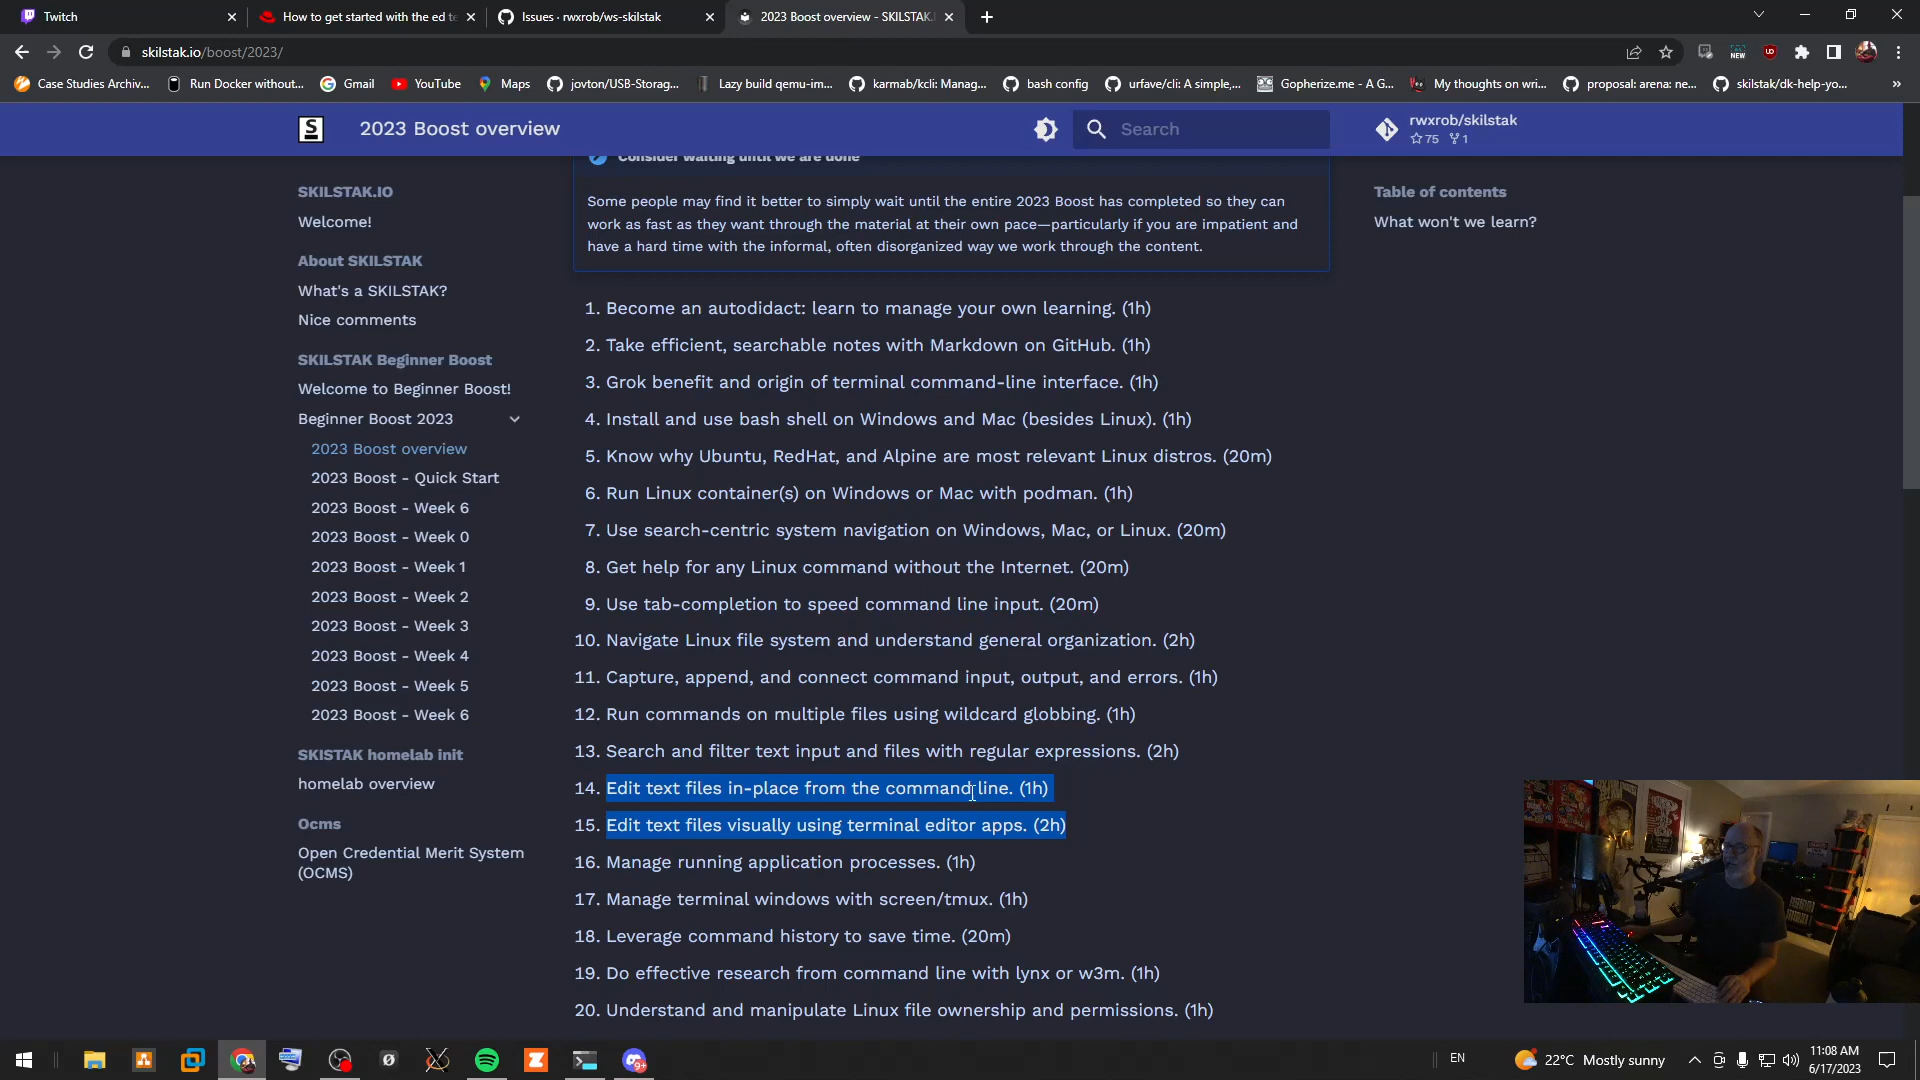 Twitch
How to get started with the ed te
Issues · rwxrob/ws-skilstak
2023 Boost overview - SKILSTAK.
skilstak.io/boost/2023/
Case Studies Archiv...
Run Docker without...
Gmail
YouTube
Maps
jovton/USB-Storag...
Lazy build qemu-im...
karmab/kcli: Manag...
bash config
urfave/cli: A simple,...
Gopherize.me - A G...
My thoughts on wri...
proposal: arena: ne...
skilstak/dk-help-yo...
»
S
2023 Boost overview
Search
rwxrob/skilstak
75 1
SKILSTAK.IO
Welcome!
About SKILSTAK
What's a SKILSTAK?
Nice comments
SKILSTAK Beginner Boost
Welcome to Beginner Boost!
Beginner Boost 2023
2023 Boost overview
2023 Boost - Quick Start
2023 Boost - Week 6
2023 Boost - Week 0
2023 Boost - Week 1
2023 Boost - Week 2
2023 Boost - Week 3
2023 Boost - Week 4
2023 Boost - Week 5
2023 Boost - Week 6
SKISTAK homelab init
homelab overview
Ocms
Open Credential Merit System
(OCMS)
Consider waiting until we are done
Some people may find it better to simply wait until the entire 2023 Boost has completed so they can
work as fast as they want through the material at their own pace—particularly if you are impatient and
have a hard time with the informal, often disorganized way we work through the content.
1. Become an autodidact: learn to manage your own learning. (1h)
2. Take efficient, searchable notes with Markdown on GitHub. (1h)
3. Grok benefit and origin of terminal command-line interface. (1h)
4. Install and use bash shell on Windows and Mac (besides Linux). (1h)
5. Know why Ubuntu, RedHat, and Alpine are most relevant Linux distros. (20m)
6. Run Linux container(s) on Windows or Mac with podman. (1h)
7. Use search-centric system navigation on Windows, Mac, or Linux. (20m)
8. Get help for any Linux command without the Internet. (20m)
9. Use tab-completion to speed command line input. (20m)
10. Navigate Linux file system and understand general organization. (2h)
11. Capture, append, and connect command input, output, and errors. (1h)
12. Run commands on multiple files using wildcard globbing. (1h)
13. Search and filter text input and files with regular expressions. (2h)
14. Edit text files in-place from the command line. (1h)
15. Edit text files visually using terminal editor apps. (2h)
16. Manage running application processes. (1h)
17. Manage terminal windows with screen/tmux. (1h)
18. Leverage command history to save time. (20m)
19. Do effective research from command line with lynx or w3m. (1h)
20. Understand and manipulate Linux file ownership and permissions. (1h)
Table of contents
What won't we learn?
EN
22°C Mostly sunny
11:08 AM
6/17/2023